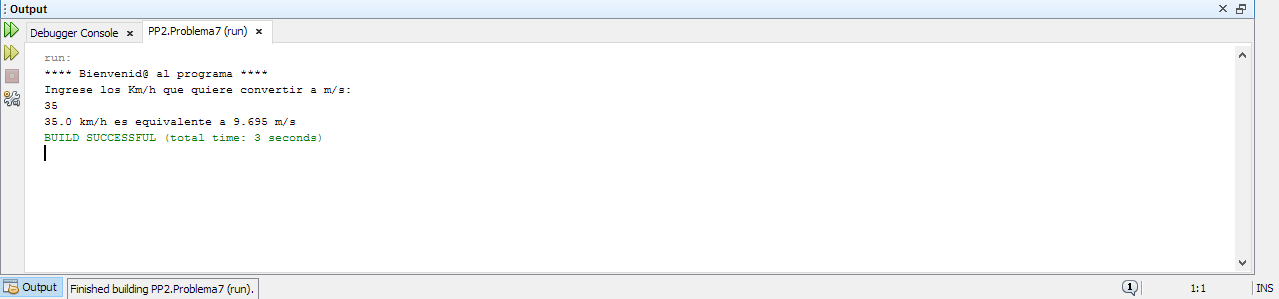 Output
Debugger Console
PP2.Problema7 (run)
run:
**** Bienvenid@ al programa ****
Ingrese los Km/h que quiere convertir a m/s:
35
35.0 km/h es equivalente a 9.695 m/s
BUILD SUCCESSFUL (total time: 3 seconds)
Output
Finished building PP2.Problema7 (run).
1
1:1
INS